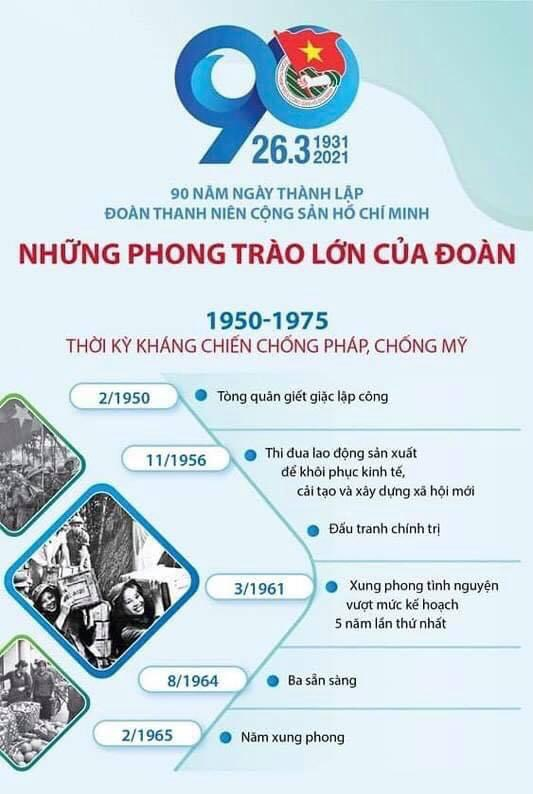 90
26.3 1931
2021
90 NĂM NGÀY THÀNH LẬP
ĐOÀN THANH NIÊN CỘNG SẢN HỒ CHÍ MINH
NHỮNG PHONG TRÀO LỚN CỦA ĐOÀN
1950-1975
THỜI KỲ KHÁNG CHIẾN CHỐNG PHÁP, CHỐNG MỸ
2/1950
Tòng quân giết giặc lập công
11/1956
Thi đua lao động sản xuất
để khôi phục kinh tế,
cải tạo và xây dựng xã hội mới
Đấu tranh chính trị
3/1961
Xung phong tình nguyện
vượt mức kế hoạch
5 năm lần thứ nhất
8/1964
Ba sẵn sàng
2/1965
Năm xung phong